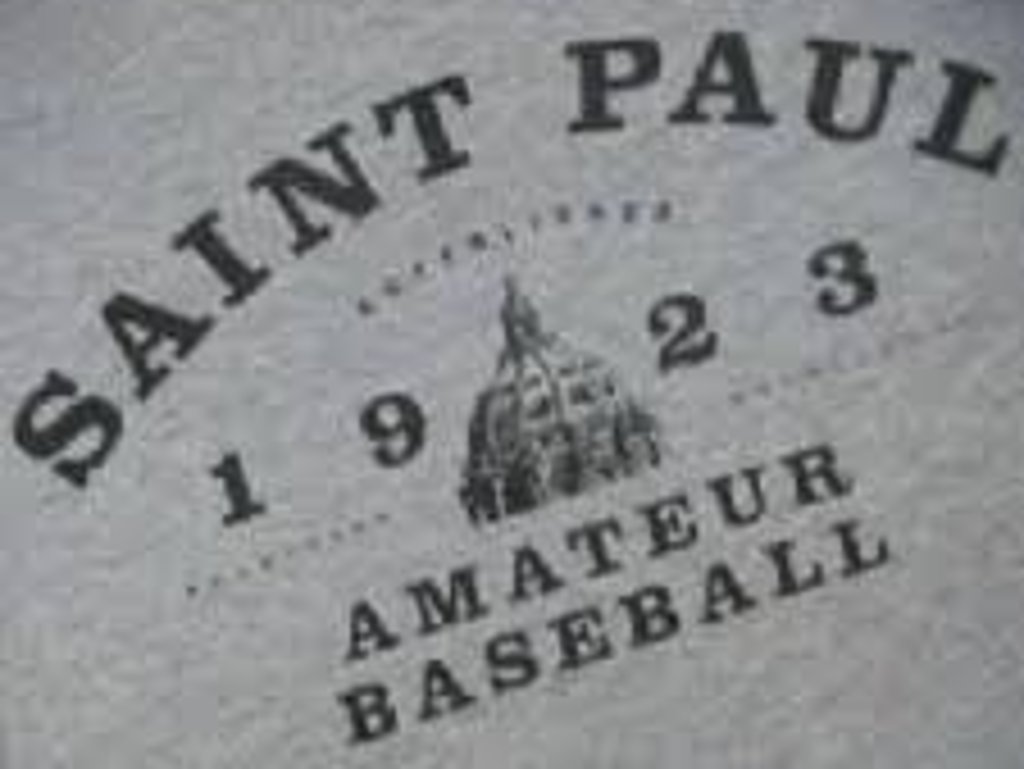 SAINT PAUL
1923
AMATEUR
BASEBALL